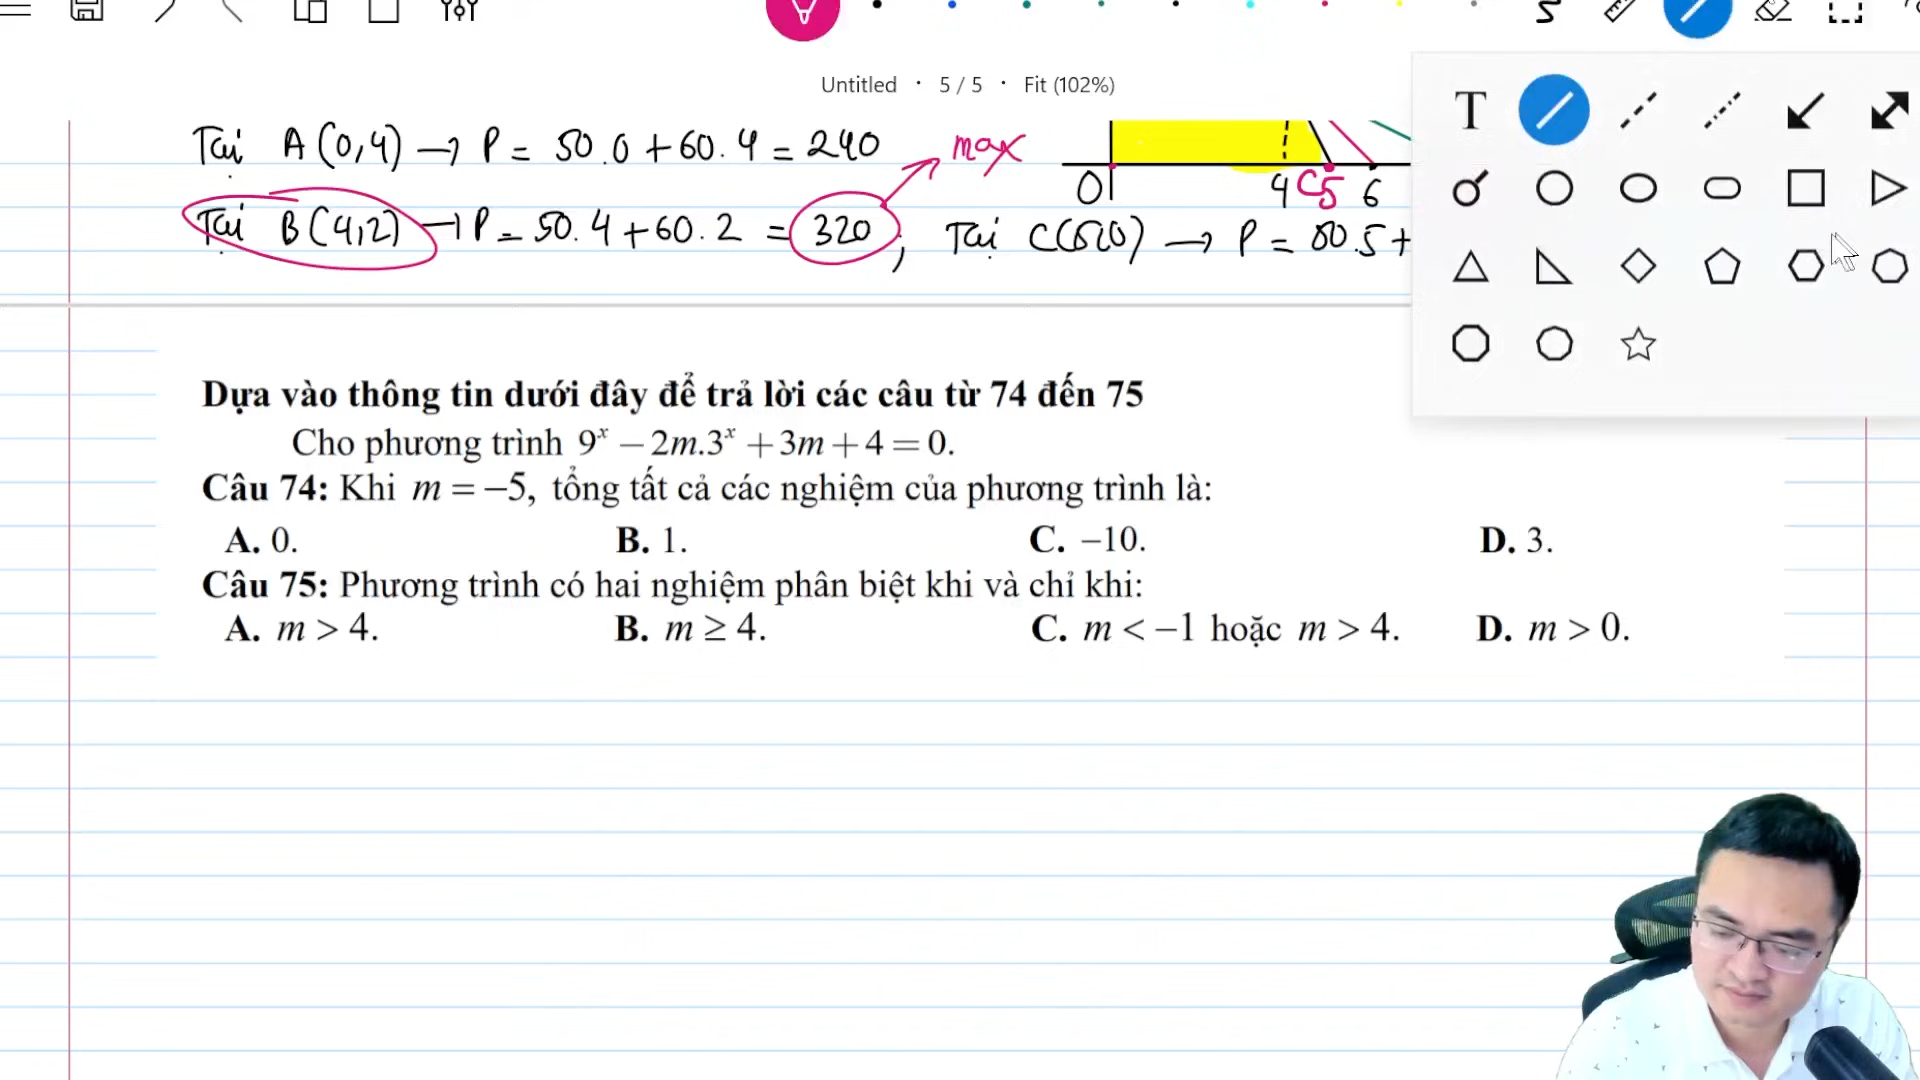 Untitled · 5 / 5 · Fit (102%)
Tại A(0,4) → P = 50.0 + 60.4 = 240 max
O 4 C 5 6
Tại B(4,2) → P = 50.4 + 60.2 = 320 ; Tại C(5,0) → P = 50.5 +
Dựa vào thông tin dưới đây để trả lời các câu từ 74 đến 75
Cho phương trình 9ˣ − 2m.3ˣ + 3m + 4 = 0.
Câu 74: Khi m = −5, tổng tất cả các nghiệm của phương trình là:
A. 0. B. 1. C. −10. D. 3.
Câu 75: Phương trình có hai nghiệm phân biệt khi và chỉ khi:
A. m > 4. B. m ≥ 4. C. m < −1 hoặc m > 4. D. m > 0.